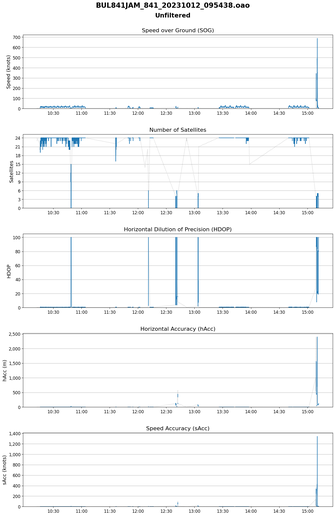 BUL841JAM_841_20231012_095438.oao
Unfiltered
Speed over Ground (SOG)
Speed (knots)
700
600
500
400
300
200
100
0
10:30 11:00 11:30 12:00 12:30 13:00 13:30 14:00 14:30 15:00
Number of Satellites
Satellites
24
21
18
15
12
9
6
3
0
10:30 11:00 11:30 12:00 12:30 13:00 13:30 14:00 14:30 15:00
Horizontal Dilution of Precision (HDOP)
HDOP
100
80
60
40
20
0
10:30 11:00 11:30 12:00 12:30 13:00 13:30 14:00 14:30 15:00
Horizontal Accuracy (hAcc)
hAcc (m)
2,500
2,000
1,500
1,000
500
0
10:30 11:00 11:30 12:00 12:30 13:00 13:30 14:00 14:30 15:00
Speed Accuracy (sAcc)
sAcc (knots)
1,400
1,200
1,000
800
600
400
200
0
10:30 11:00 11:30 12:00 12:30 13:00 13:30 14:00 14:30 15:00